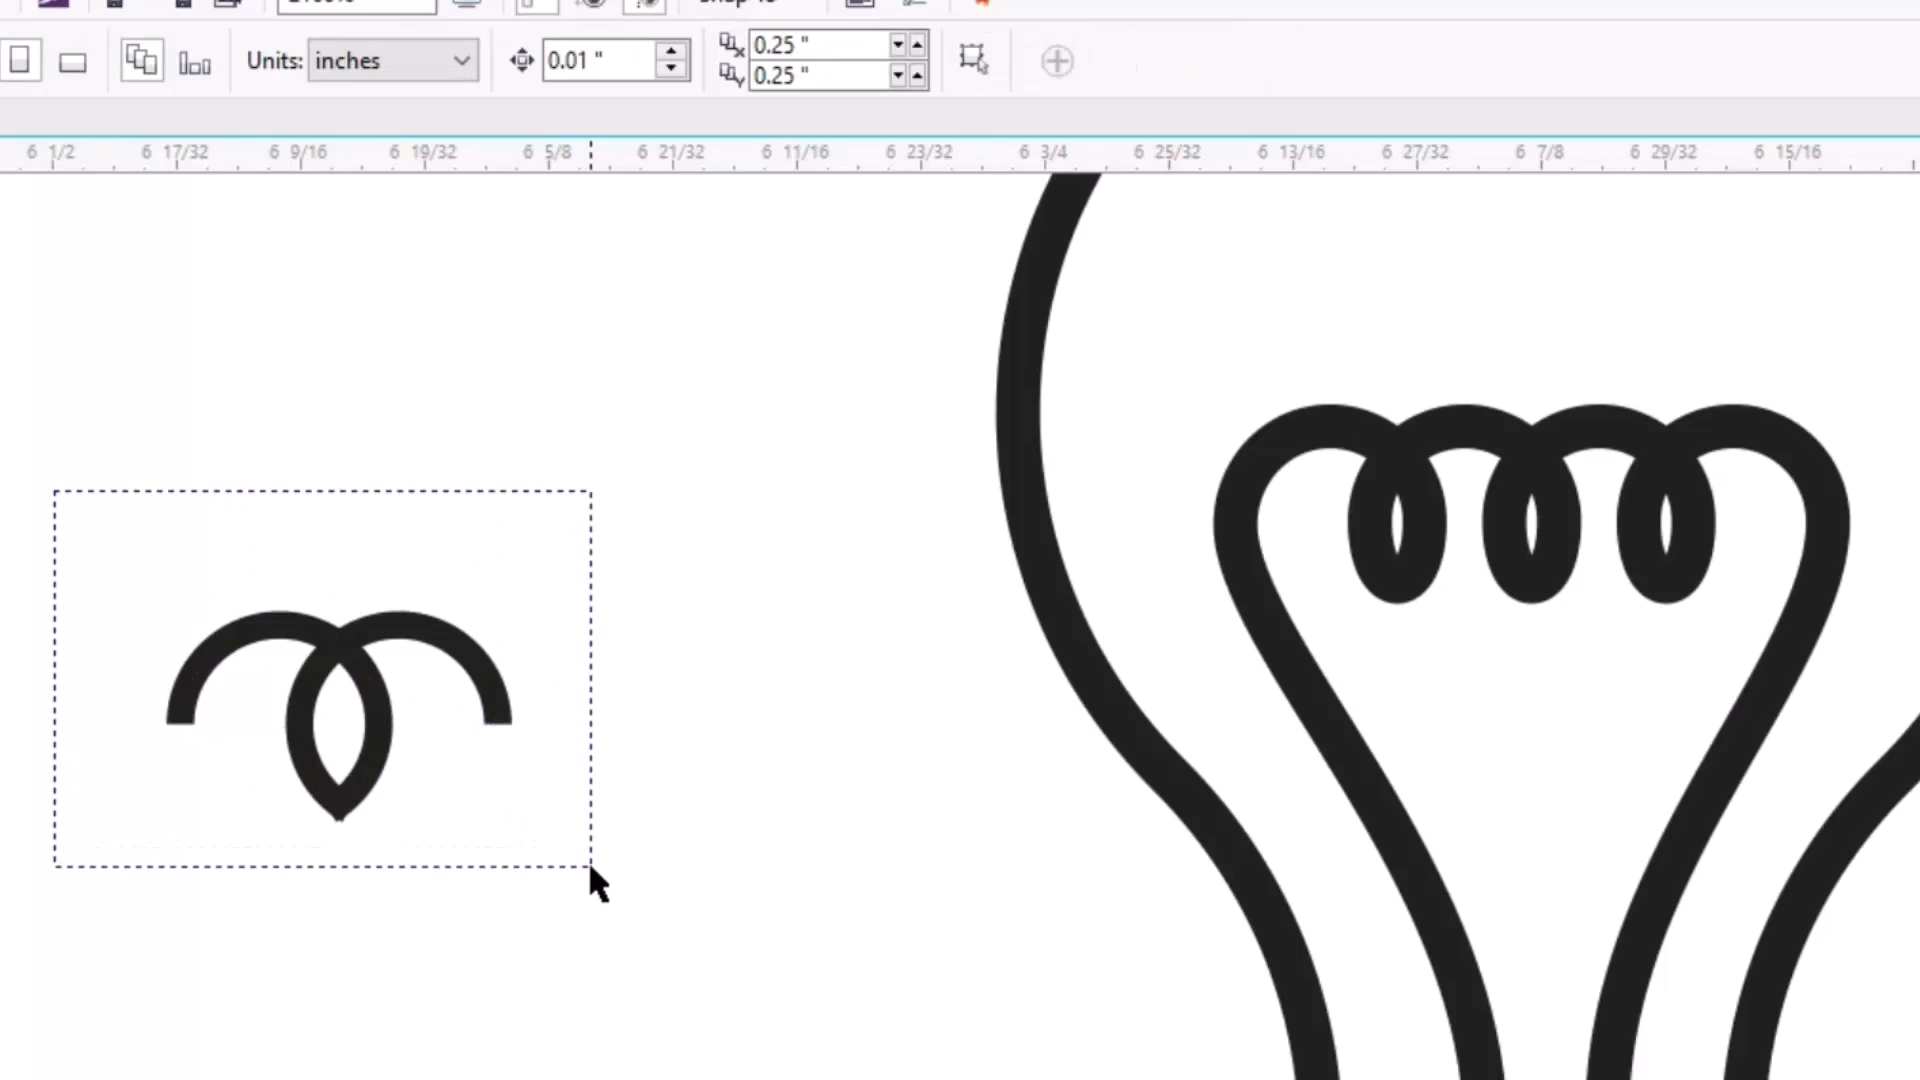 Units: inches 0.01 " 0.25 "
0.25 "
6 1/2 6 17/32 6 9/16 6 19/32 6 5/8 6 21/32 6 11/16 6 23/32 6 3/4 6 25/32 6 13/16 6 27/32 6 7/8 6 29/32 6 15/16